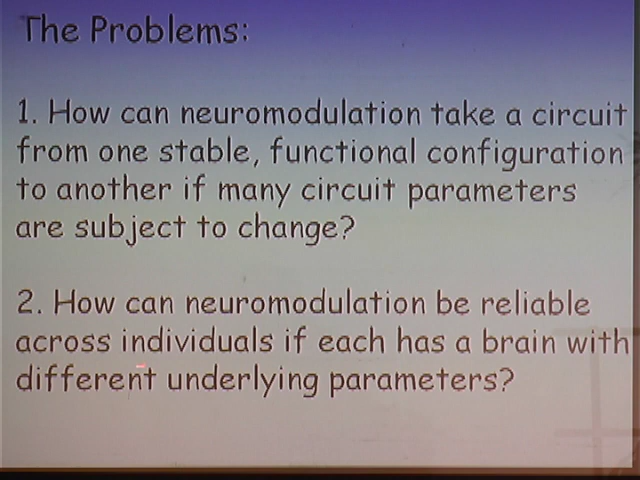 The Problems:
1. How can neuromodulation take a circuit
from one stable, functional configuration
to another if many circuit parameters
are subject to change?
2. How can neuromodulation be reliable
across individuals if each has a brain with
different underlying parameters?